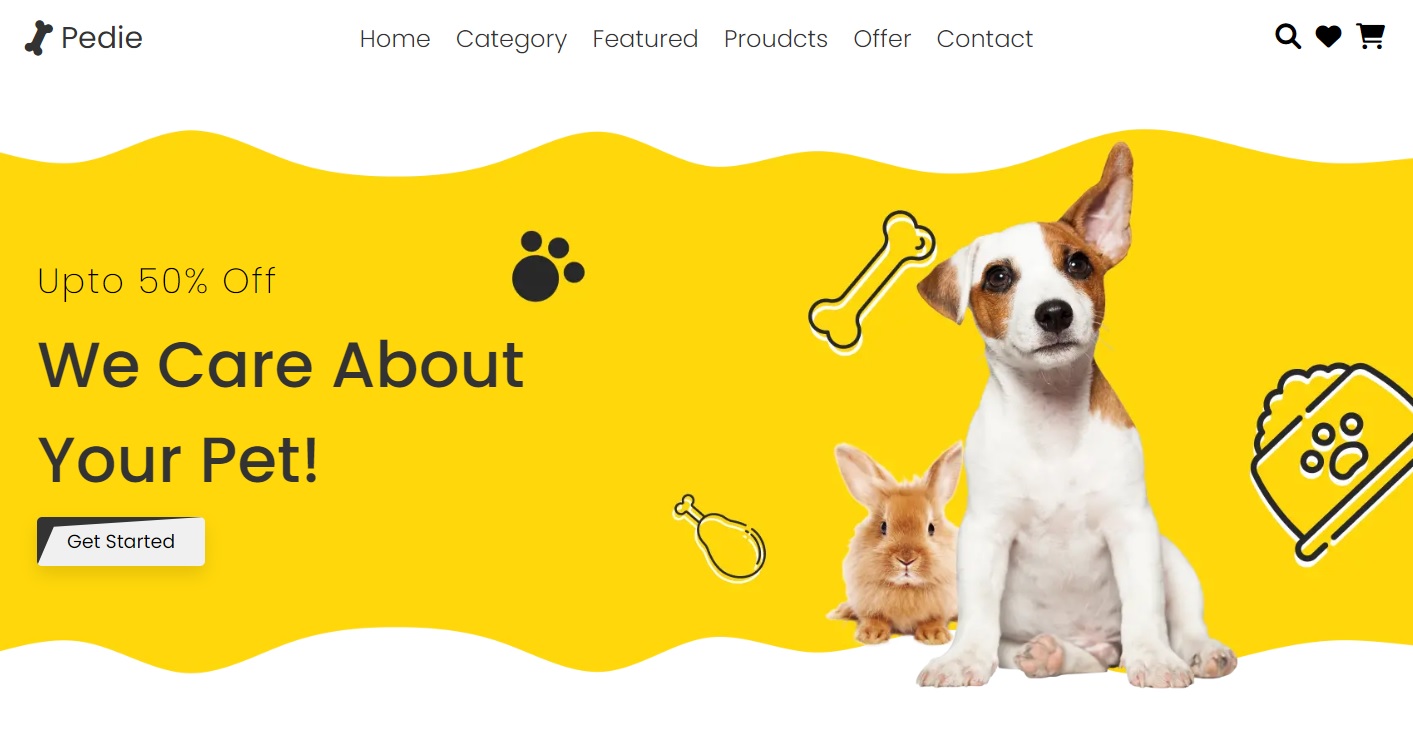 Pedie
Home Category Featured Proudcts Offer Contact
Upto 50% Off
We Care About
Your Pet!
Get Started